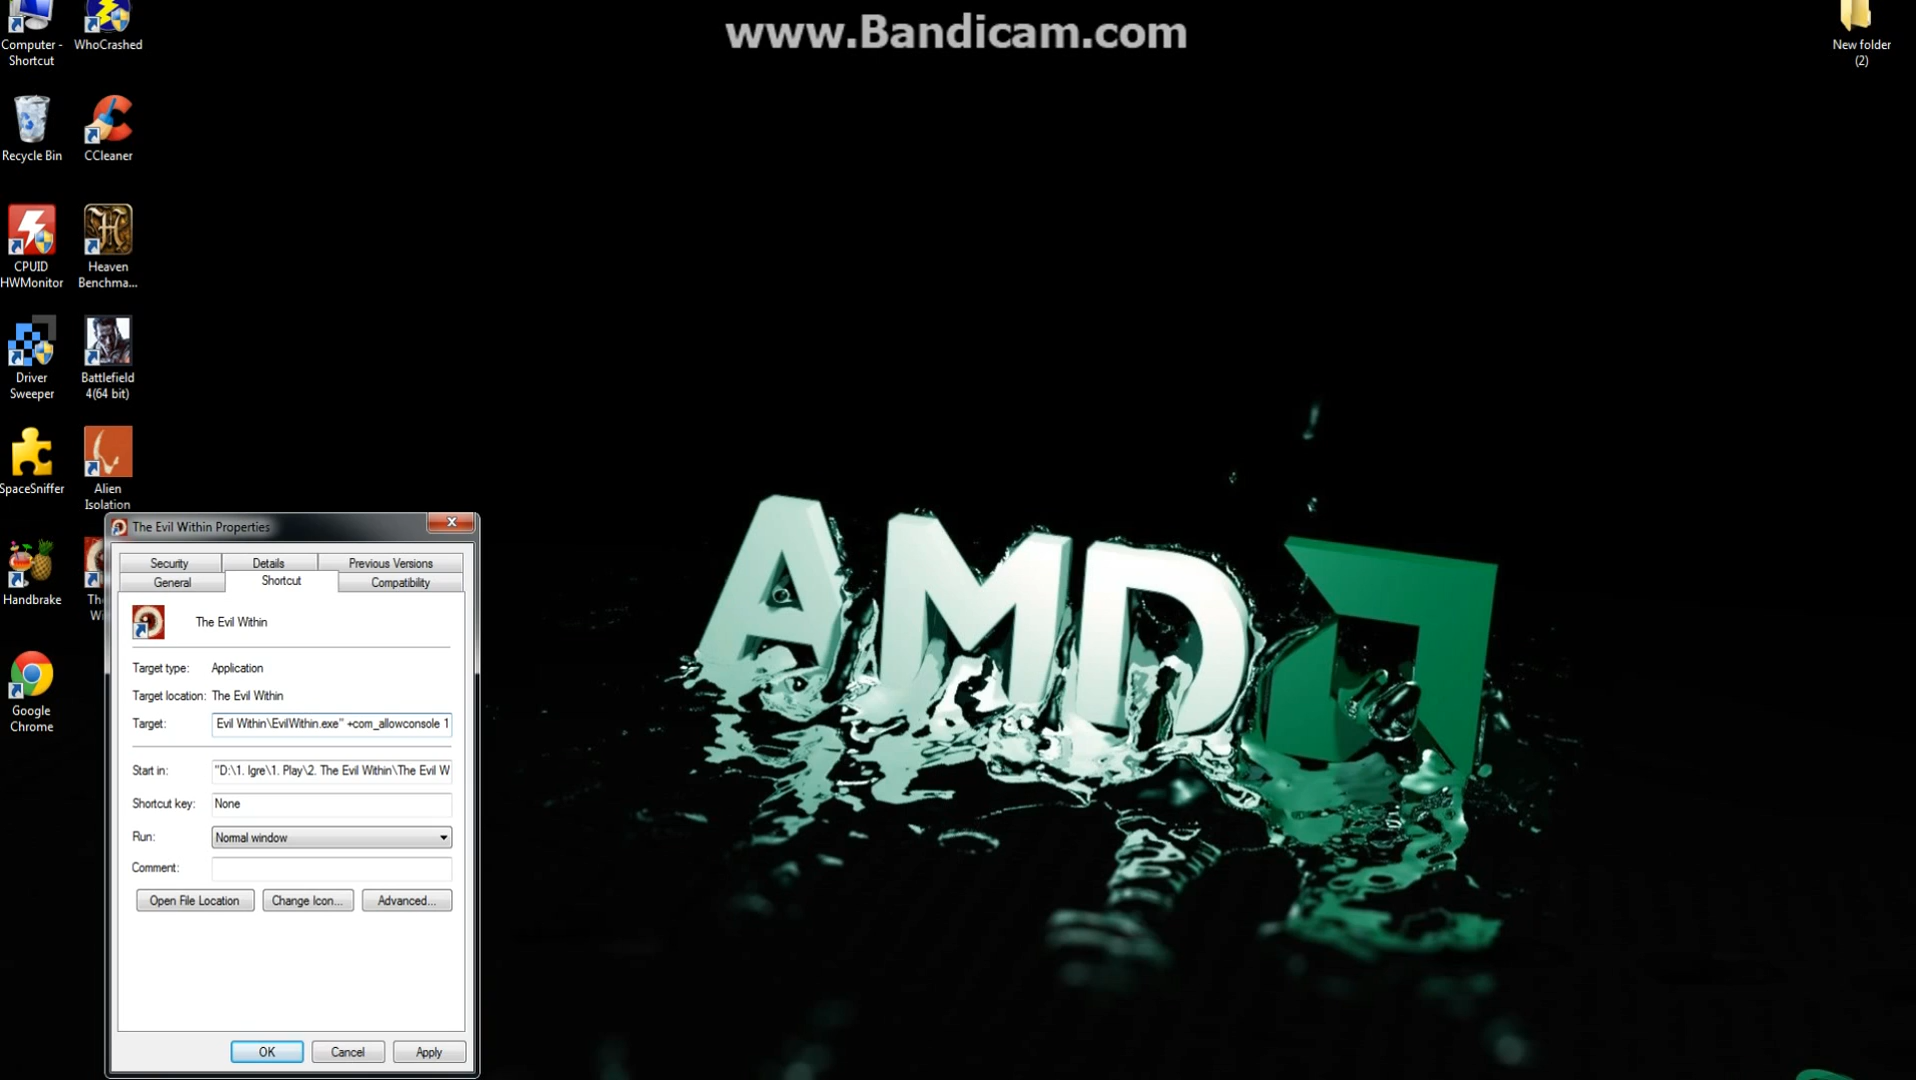 www.Bandicam.com
Computer -
Shortcut
WhoCrashed
New folder
(2)
Recycle Bin
CCleaner
CPUID
HWMonitor
Heaven
Benchma...
Driver
Sweeper
Battlefield
4(64 bit)
SpaceSniffer
Alien
Isolation
Handbrake
Google
Chrome
AMD
The Evil Within Properties
Security
Details
Previous Versions
General
Shortcut
Compatibility
The Evil Within
Target type: Application
Target location: The Evil Within
Target: Evil Within\EvilWithin.exe" +com_allowconsole 1
Start in: "D:\1. Igre\1. Play\2. The Evil Within\The Evil W
Shortcut key: None
Run: Normal window
Comment:
Open File Location
Change Icon...
Advanced...
OK
Cancel
Apply